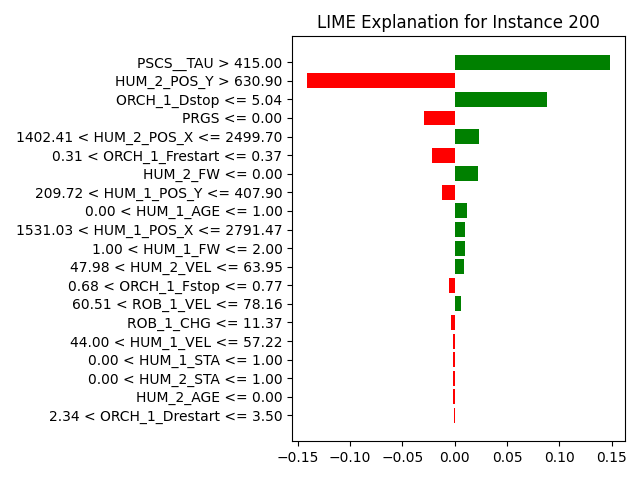 LIME Explanation for Instance 200
PSCS__TAU > 415.00
HUM_2_POS_Y > 630.90
ORCH_1_Dstop <= 5.04
PRGS <= 0.00
1402.41 < HUM_2_POS_X <= 2499.70
0.31 < ORCH_1_Frestart <= 0.37
HUM_2_FW <= 0.00
209.72 < HUM_1_POS_Y <= 407.90
0.00 < HUM_1_AGE <= 1.00
1531.03 < HUM_1_POS_X <= 2791.47
1.00 < HUM_1_FW <= 2.00
47.98 < HUM_2_VEL <= 63.95
0.68 < ORCH_1_Fstop <= 0.77
60.51 < ROB_1_VEL <= 78.16
ROB_1_CHG <= 11.37
44.00 < HUM_1_VEL <= 57.22
0.00 < HUM_1_STA <= 1.00
0.00 < HUM_2_STA <= 1.00
HUM_2_AGE <= 0.00
2.34 < ORCH_1_Drestart <= 3.50
−0.15 −0.10 −0.05 0.00 0.05 0.10 0.15